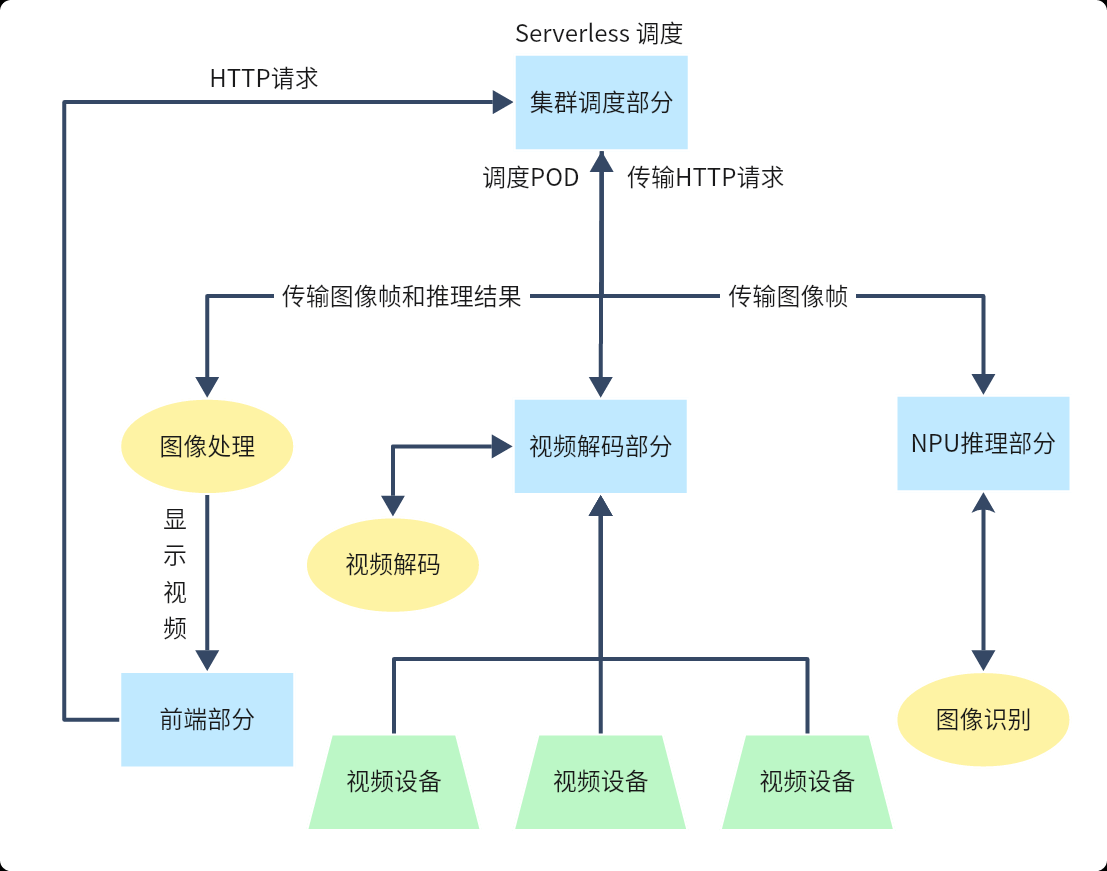 Serverless 调度
HTTP请求
集群调度部分
调度POD
传输HTTP请求
传输图像帧和推理结果
传输图像帧
图像处理
视频解码部分
NPU推理部分
显
示
视
频
视频解码
前端部分
图像识别
视频设备
视频设备
视频设备